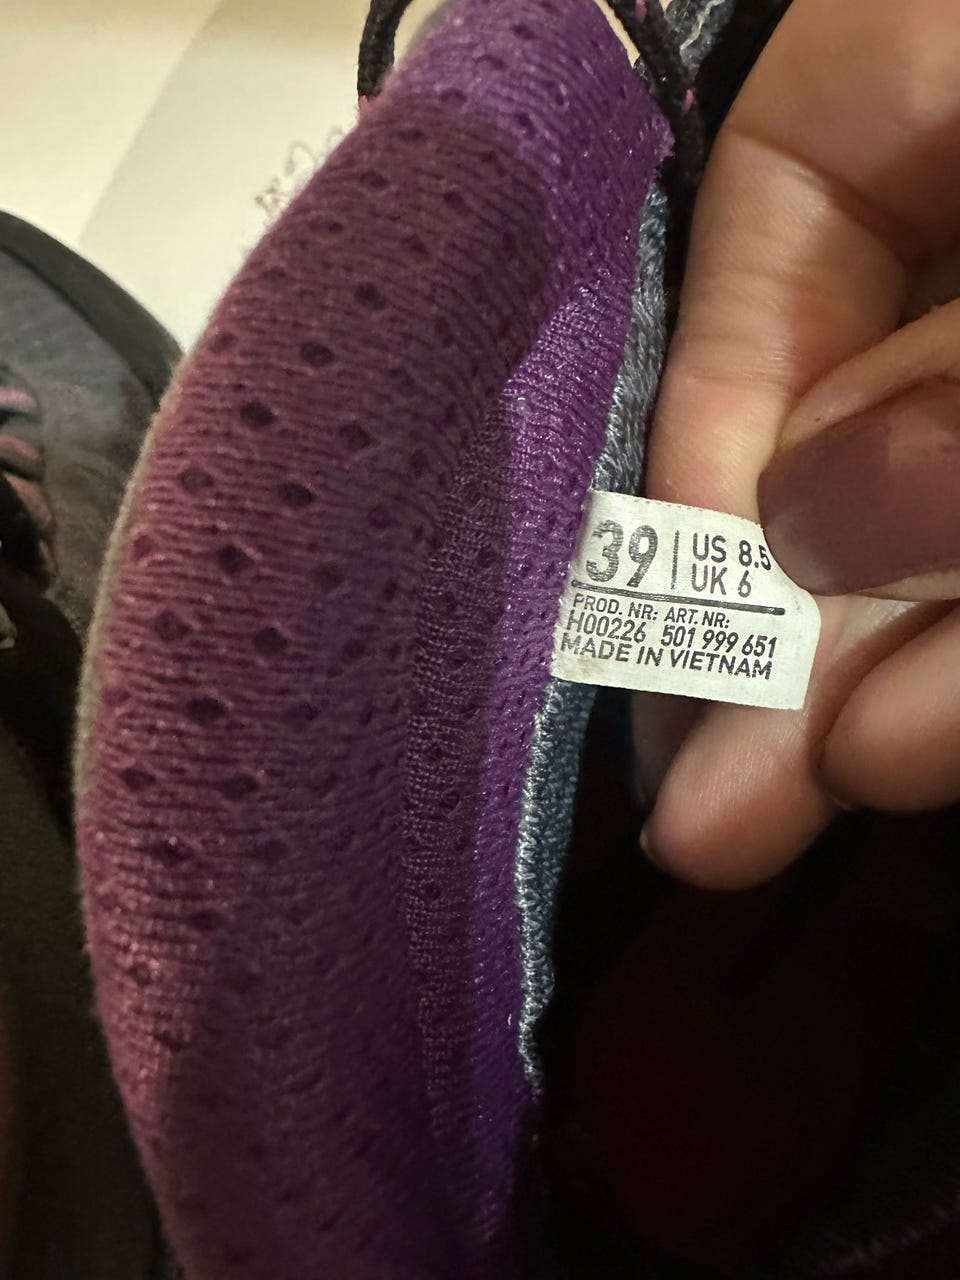 39 | US 8.5
UK 6
PROD. NR: ART. NR:
H00226 501 999 651
MADE IN VIETNAM